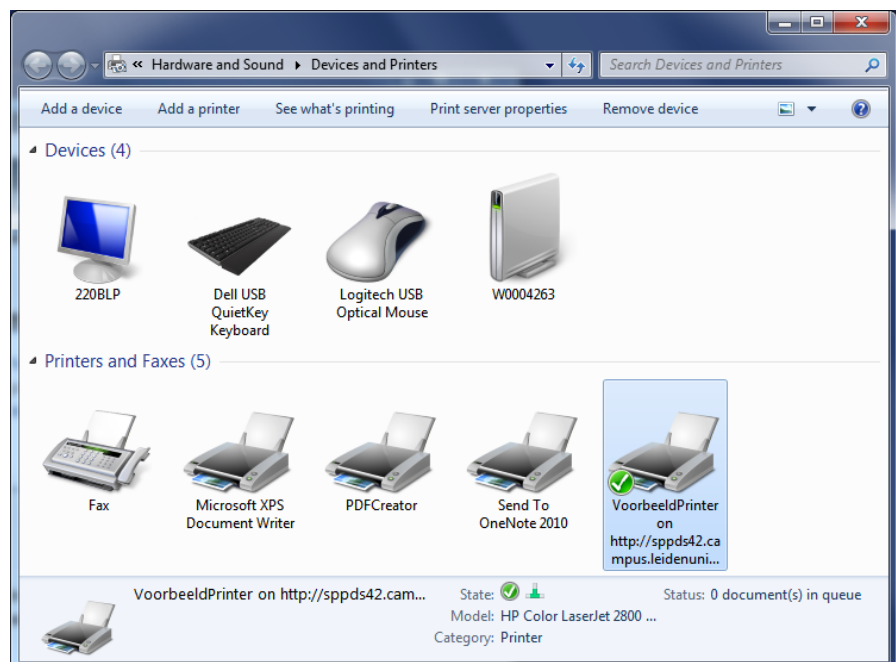 « Hardware and Sound ▸ Devices and Printers
Search Devices and Printers
Add a device Add a printer See what's printing Print server properties Remove device
Devices (4)
220BLP
Dell USB
QuietKey
Keyboard
Logitech USB
Optical Mouse
W0004263
Printers and Faxes (5)
Fax
Microsoft XPS
Document Writer
PDFCreator
Send To
OneNote 2010
VoorbeeldPrinter
on
http://sppds42.ca
mpus.leidenuni...
VoorbeeldPrinter on http://sppds42.cam... State: Status: 0 document(s) in queue
Model: HP Color LaserJet 2800 ...
Category: Printer